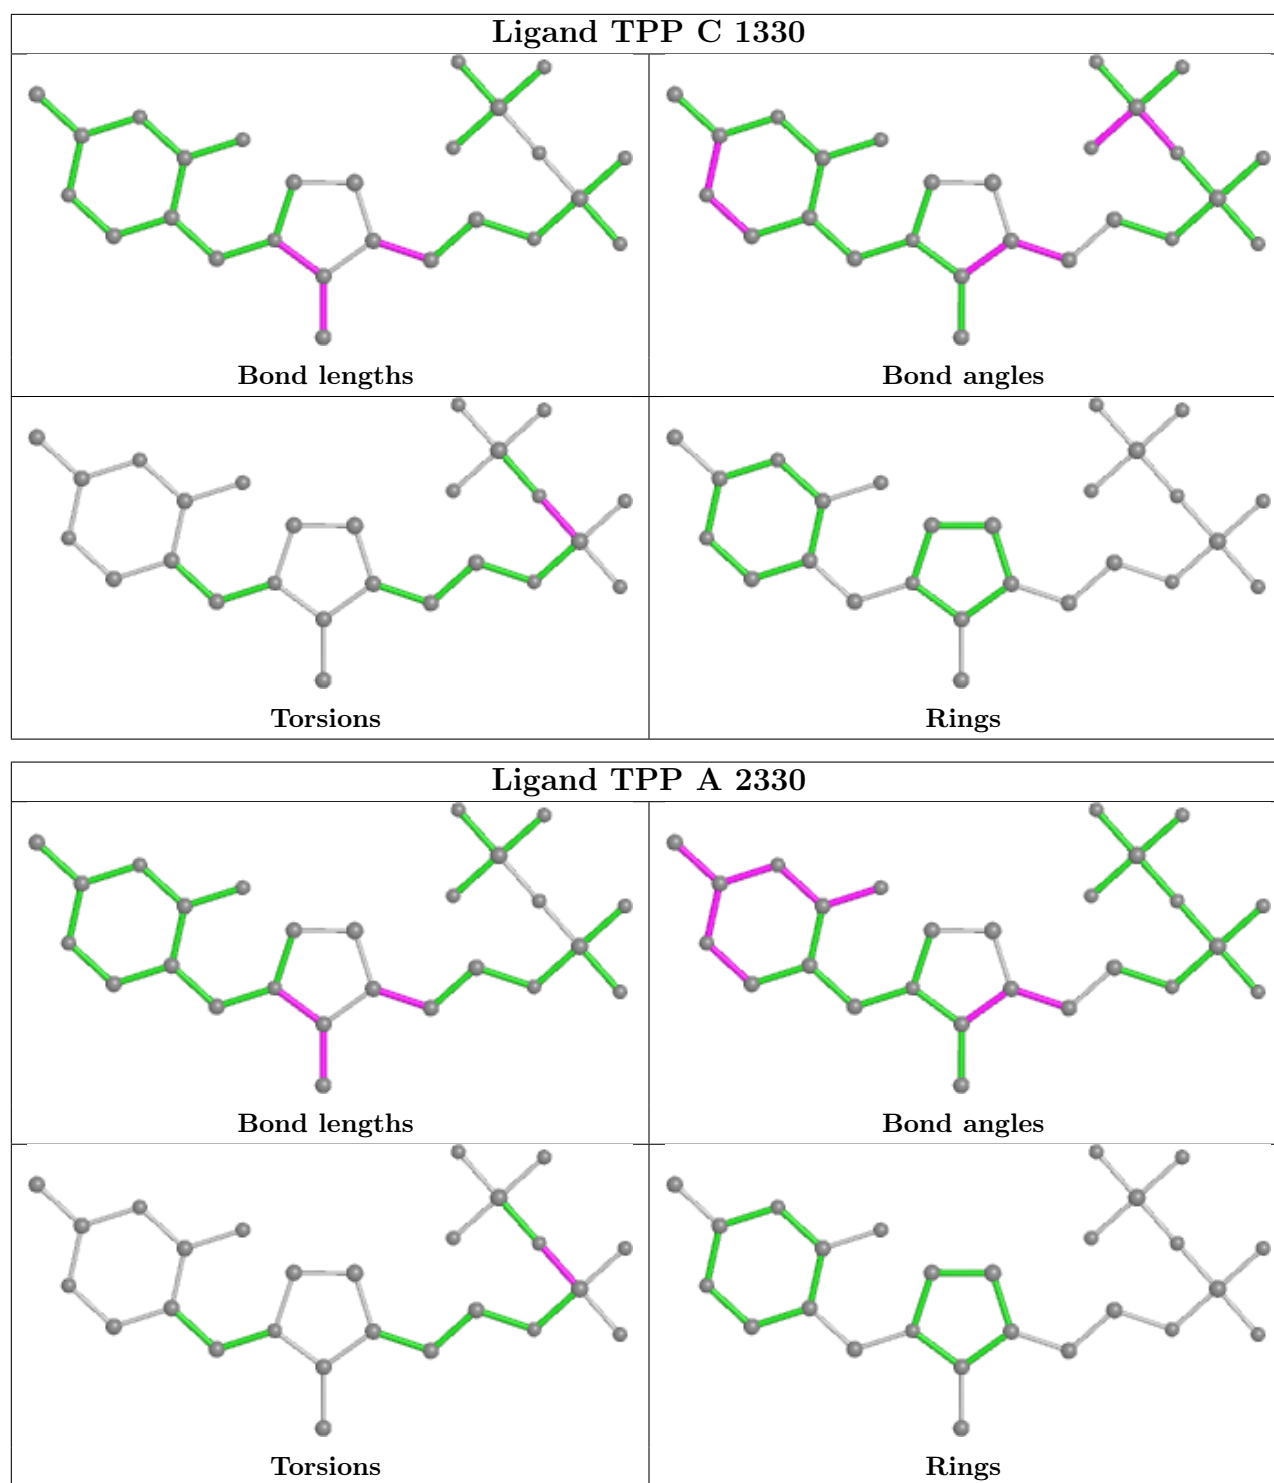 Ligand TPP C 1330
Bond lengths
Bond angles
Torsions
Rings
Ligand TPP A 2330
Bond lengths
Bond angles
Torsions
Rings